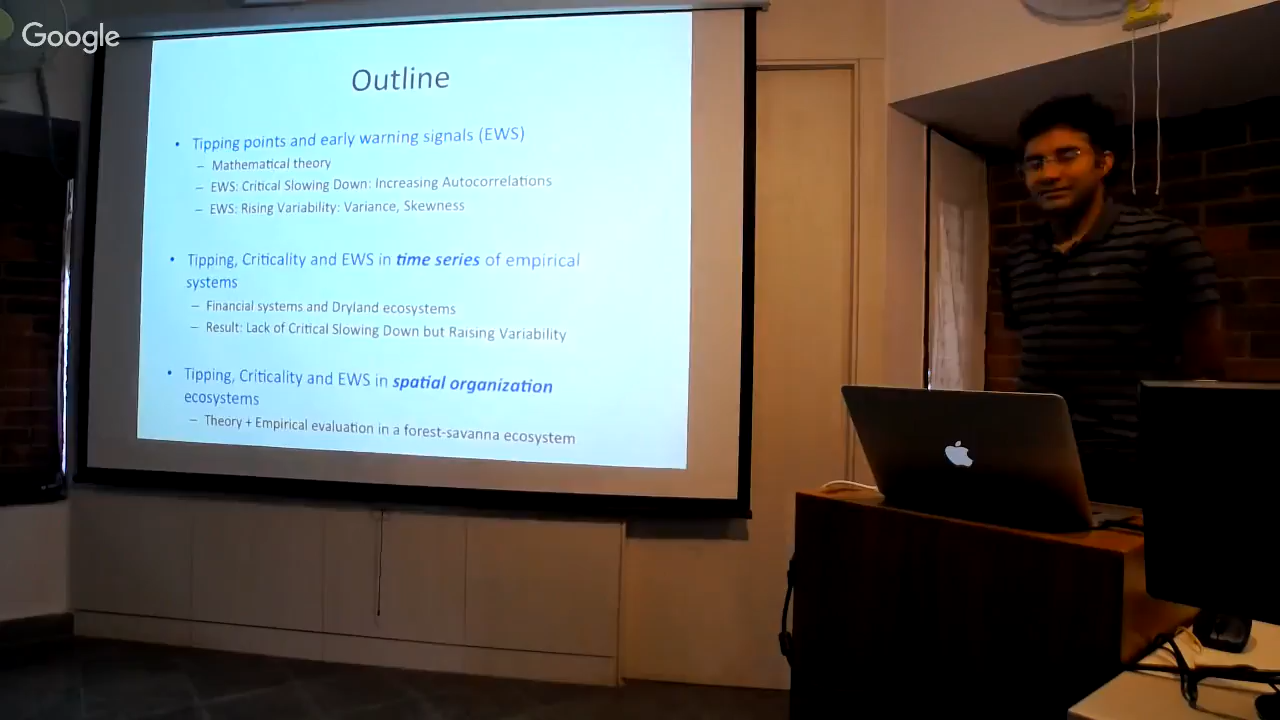 Google
Outline
• Tipping points and early warning signals (EWS)
– Mathematical theory
– EWS: Critical Slowing Down: Increasing Autocorrelations
– EWS: Rising Variability: Variance, Skewness
• Tipping, Criticality and EWS in time series of empirical
systems
– Financial systems and Dryland ecosystems
– Result: Lack of Critical Slowing Down but Raising Variability
• Tipping, Criticality and EWS in spatial organization
ecosystems
– Theory + Empirical evaluation in a forest-savanna ecosystem